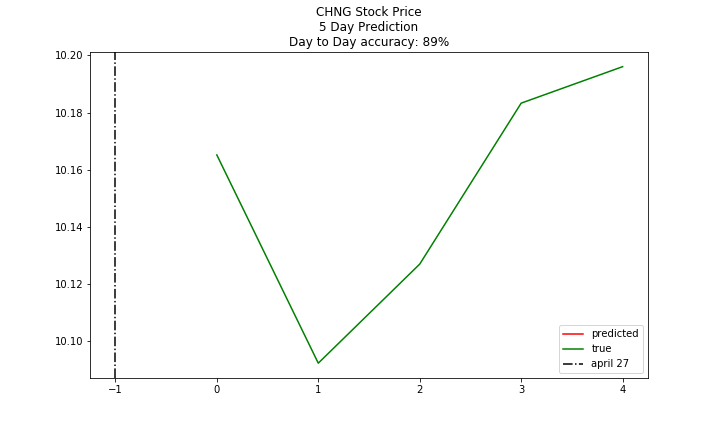 CHNG Stock Price
5 Day Prediction
Day to Day accuracy: 89%
10.20
10.18
10.16
10.14
10.12
10.10
−1
0
1
2
3
4
predicted
true
april 27